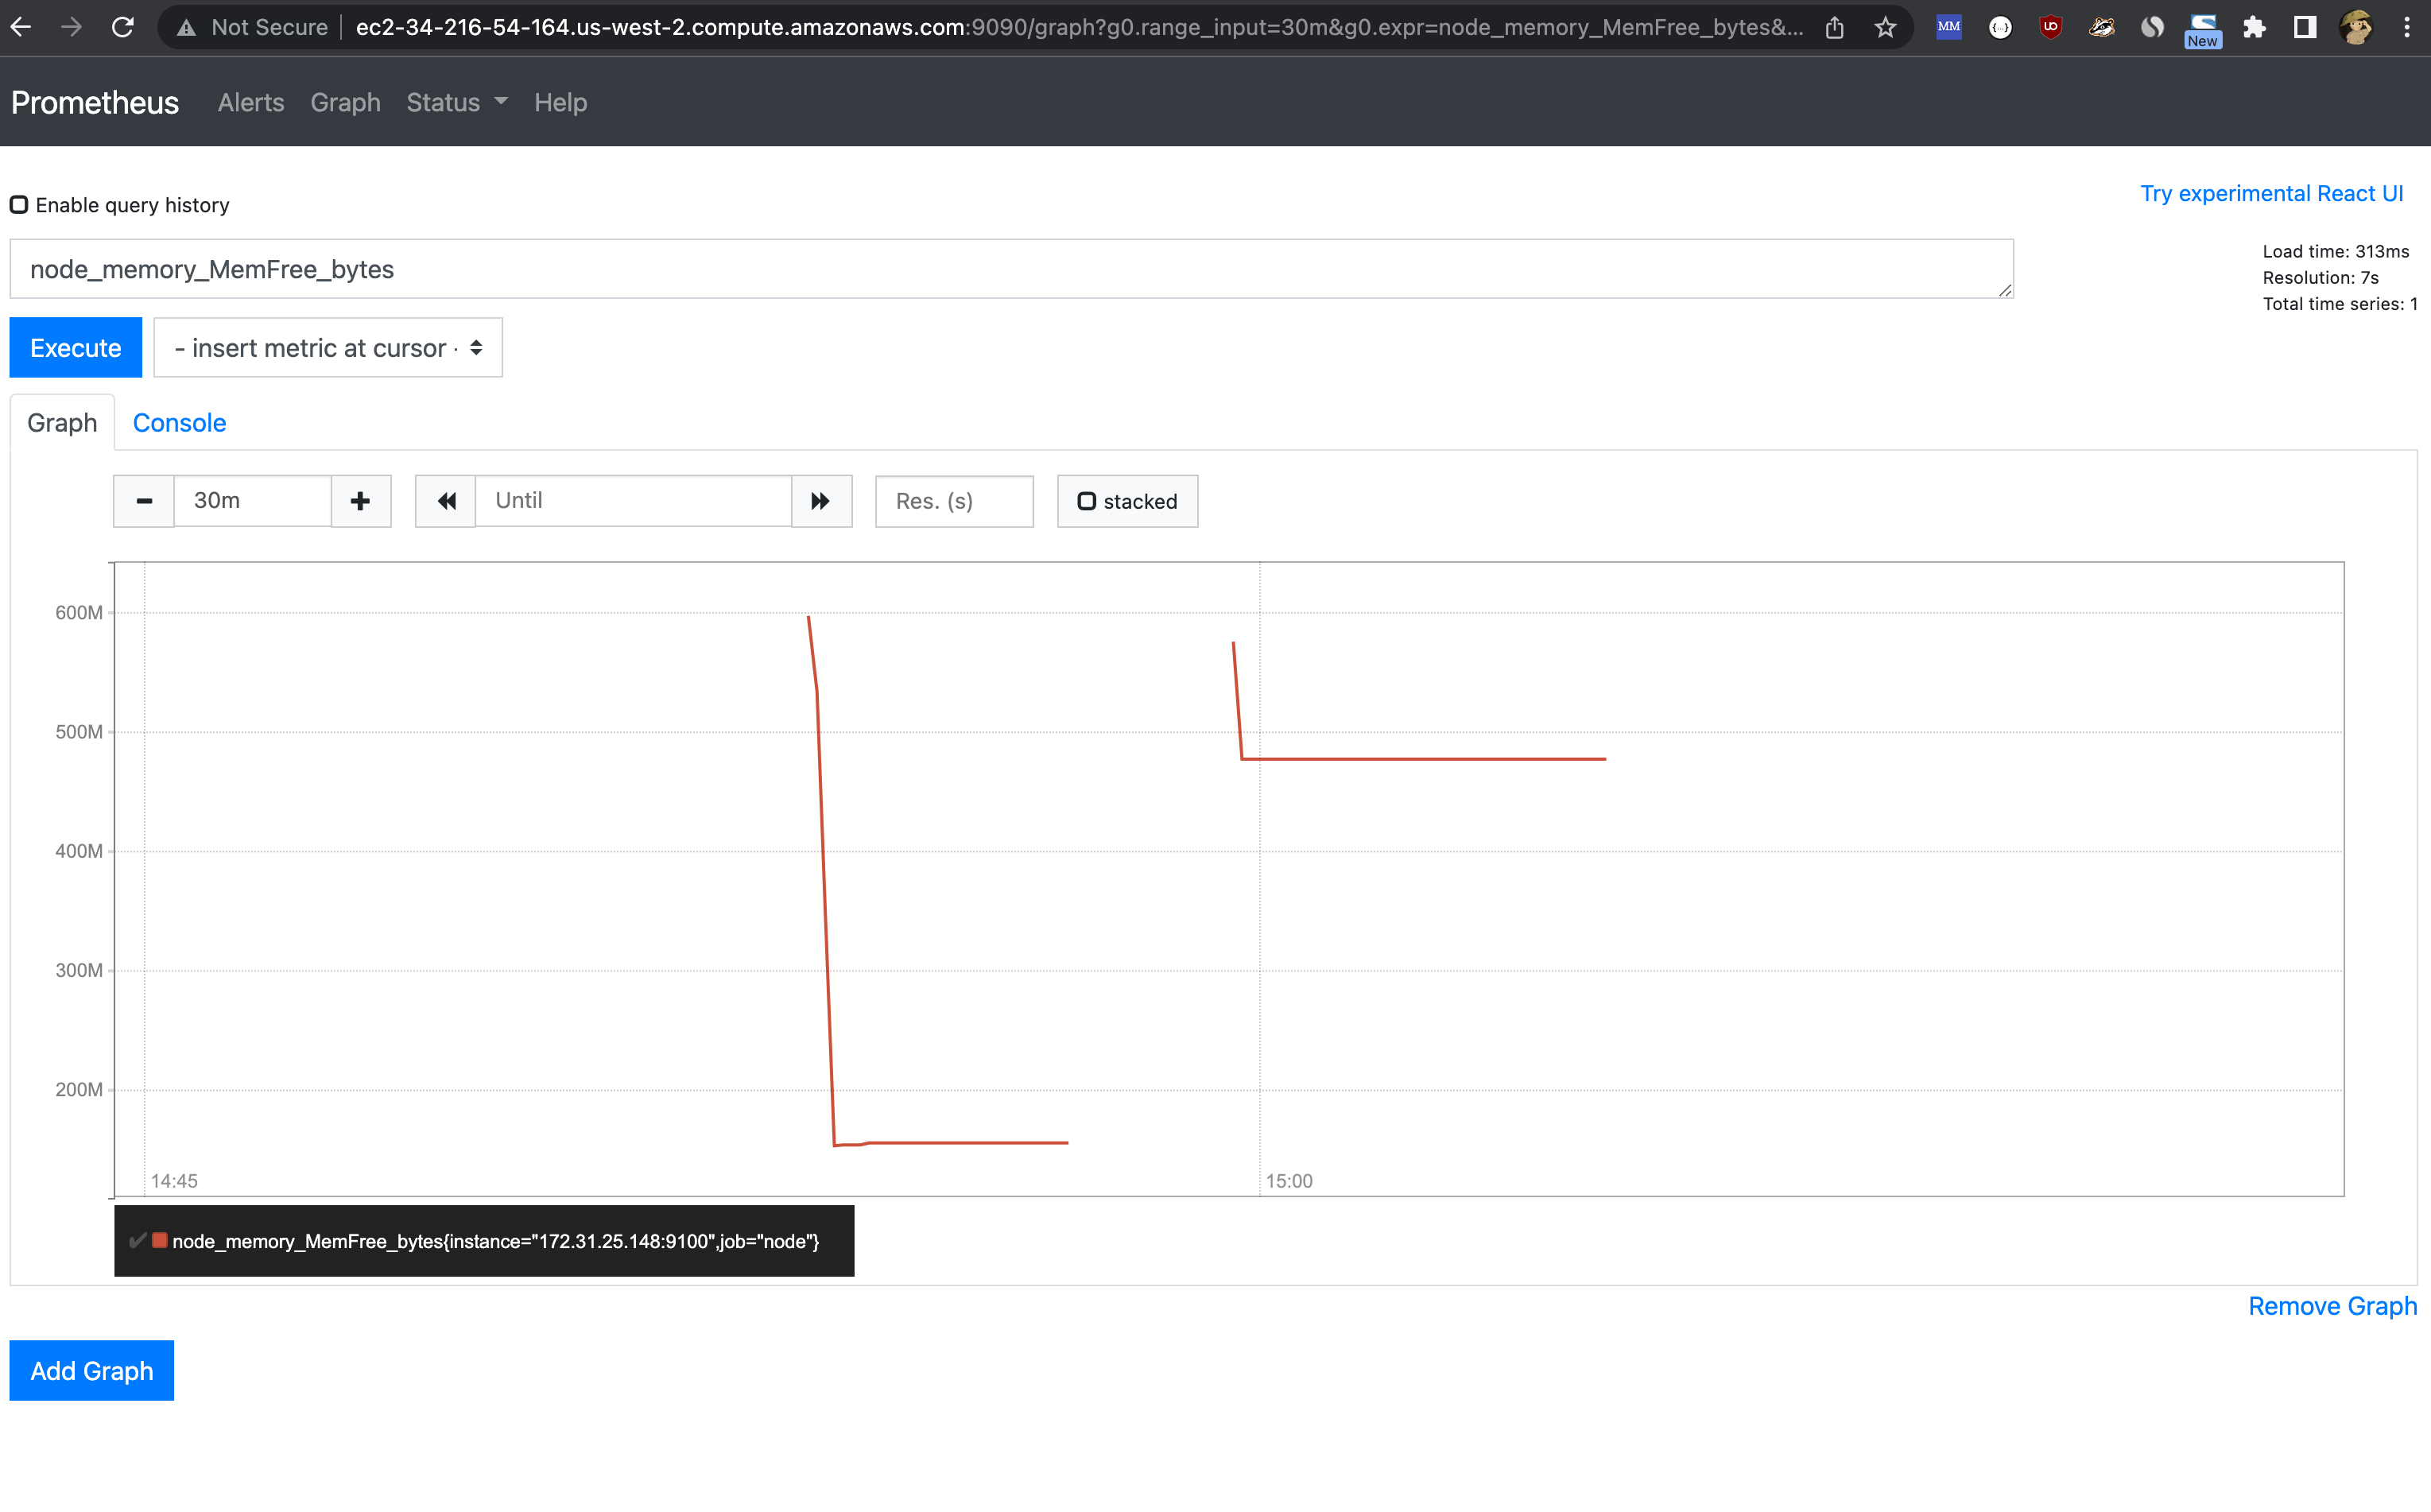 Not Secure ec2-34-216-54-164.us-west-2.compute.amazonaws.com:9090/graph?g0.range_input=30m&g0.expr=node_memory_MemFree_bytes&...
MM
{...}
UO
New
Prometheus Alerts Graph Status Help
Enable query history
Try experimental React UI
node_memory_MemFree_bytes
Load time: 313ms
Resolution: 7s
Total time series: 1
Execute
- insert metric at cursor -
Graph Console
30m
Until
Res. (s)
stacked
600M
500M
400M
300M
200M
14:45
15:00
node_memory_MemFree_bytes{instance="172.31.25.148:9100",job="node"}
Remove Graph
Add Graph